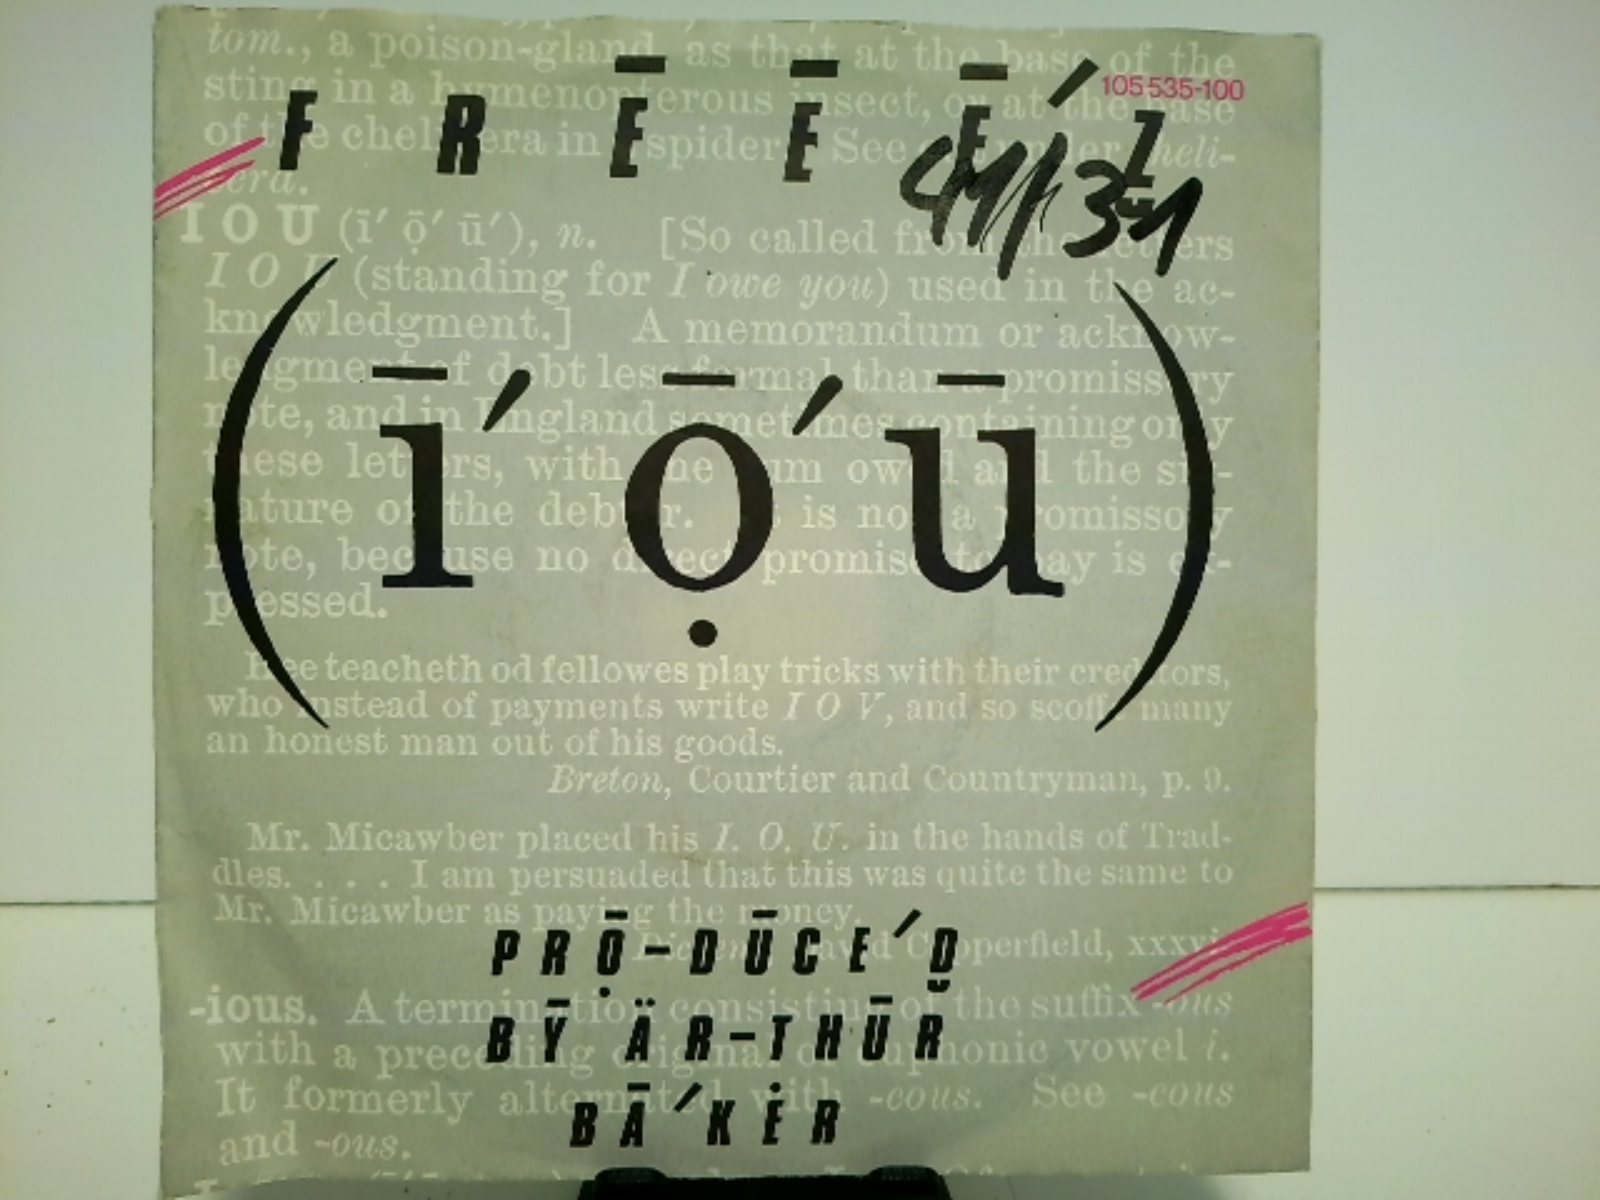 tom., a poison-gland, as that at the base of the
F R Ē Ē Ē ́ Z
105 535-100
sting in a hymenopterous insect, or at the base
of the chelicera in a spider. See under cheli-
cera.
IOU (ī′ ọ̄′ ū′), n. [So called from the letters
I O U (standing for I owe you) used in the ac-
knowledgment.] A memorandum or acknow-
ledgment of debt less formal than a promissory
note, and in England sometimes containing only
these letters, with the sum owed and the sig-
nature of the debtor. It is not a promissory
note, because no direct promise to pay is ex-
pressed.
(ī′ ọ̄′ ū)
Hee teacheth od fellowes play tricks with their creditors,
who instead of payments write I O V, and so scoffe many
an honest man out of his goods.
Breton, Courtier and Countryman, p. 9.
Mr. Micawber placed his I. O. U. in the hands of Trad-
dles. . . . I am persuaded that this was quite the same to
Mr. Micawber as paying the money.
Dickens, David Copperfield, xxxvi.
PRỌ̄-DŪCE′D̮
BȲ ÄR-THŪR
BĀ′KĖR
-ious. A termination consisting of the suffix -ous
with a preceding original or euphonic vowel i.
It formerly alternated with -cous. See -cous
and -ous.